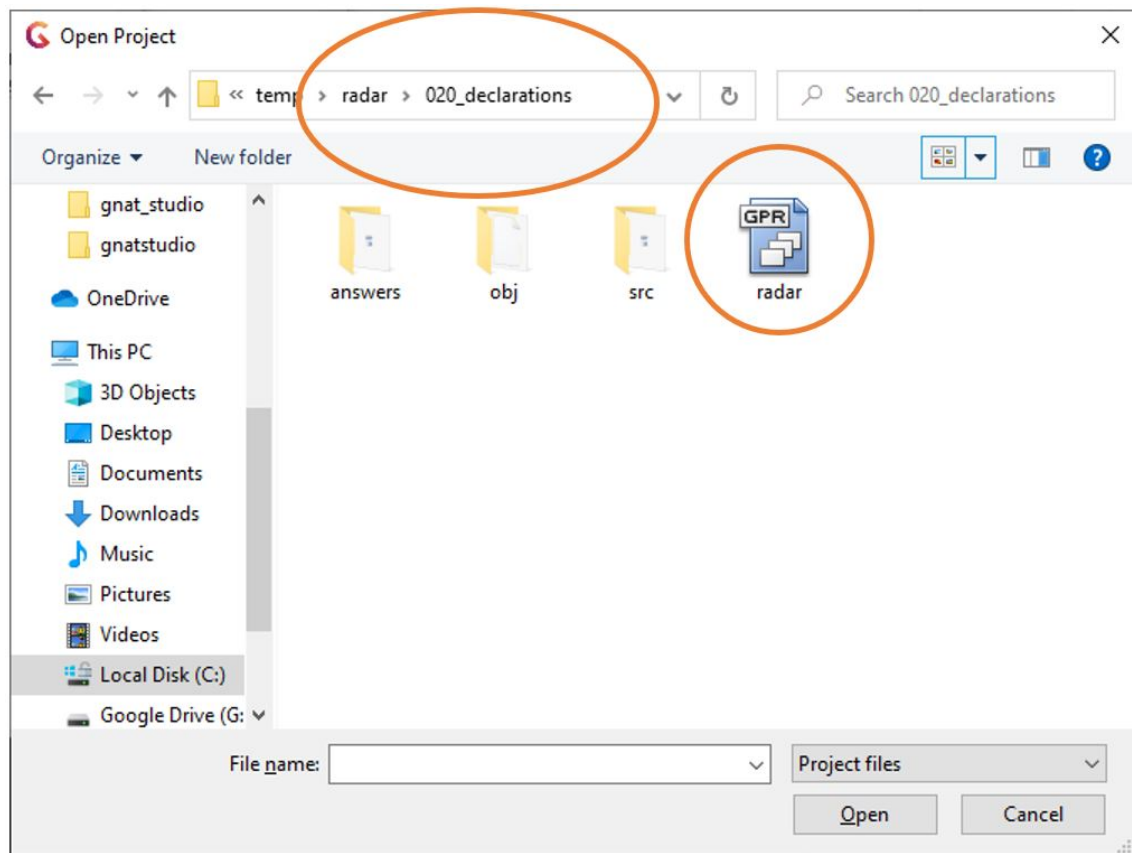 Open Project
« temp › radar › 020_declarations
Search 020_declarations
Organize
New folder
gnat_studio
gnatstudio
OneDrive
This PC
3D Objects
Desktop
Documents
Downloads
Music
Pictures
Videos
Local Disk (C:)
Google Drive (G:
answers
obj
src
GPR
radar
File name:
Project files
Open
Cancel